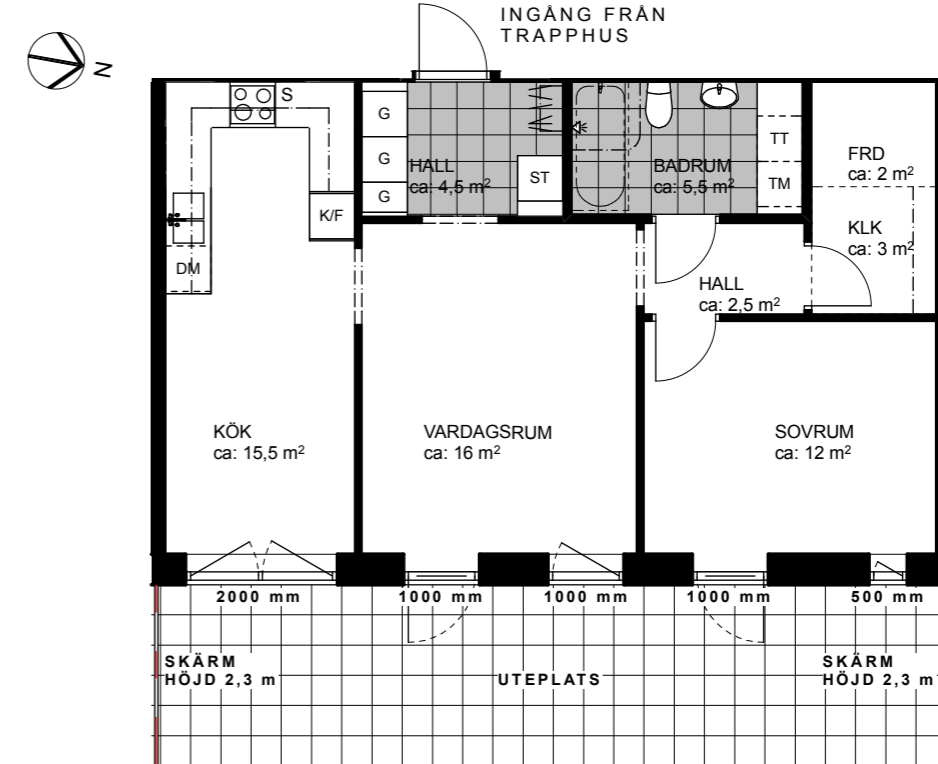 INGÅNG FRÅN
TRAPPHUS
N
S
G
G
G
HALL
ca: 4,5 m²
ST
BADRUM
ca: 5,5 m²
TT
TM
FRD
ca: 2 m²
KLK
ca: 3 m²
K/F
DM
HALL
ca: 2,5 m²
KÖK
ca: 15,5 m²
VARDAGSRUM
ca: 16 m²
SOVRUM
ca: 12 m²
2000 mm
1000 mm
1000 mm
1000 mm
500 mm
SKÄRM
HÖJD 2,3 m
UTEPLATS
SKÄRM
HÖJD 2,3 m